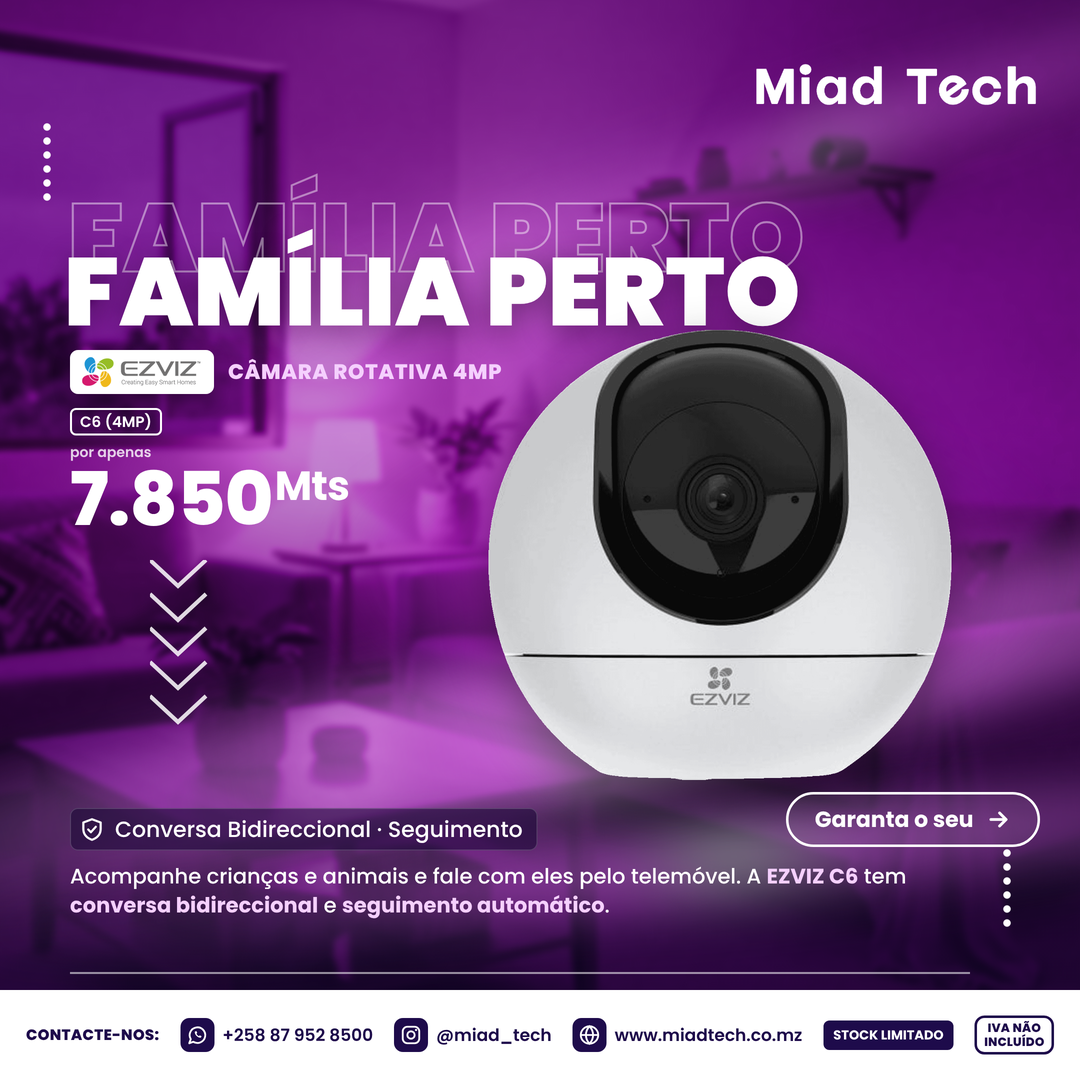 Miad Tech
FAMÍLIA PERTO
FAMÍLIA PERTO
EZVIZ™
Creating Easy Smart Homes
CÂMARA ROTATIVA 4MP
C6 (4MP)
por apenas
7.850Mts
EZVIZ
Conversa Bidireccional · Seguimento
Garanta o seu →
Acompanhe crianças e animais e fale com eles pelo telemóvel. A EZVIZ C6 tem
conversa bidireccional e seguimento automático.
CONTACTE-NOS:
+258 87 952 8500
@miad_tech
www.miadtech.co.mz
STOCK LIMITADO
IVA NÃO
INCLUÍDO